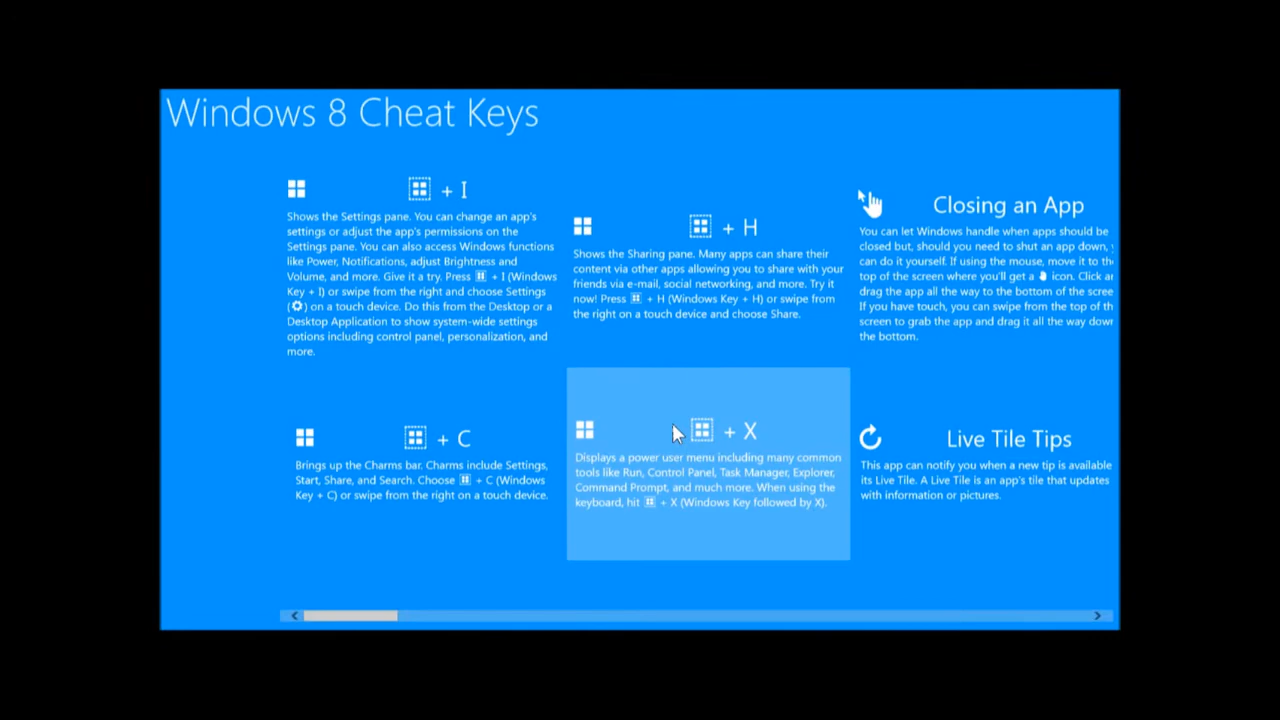 Windows 8 Cheat Keys
+ I
Shows the Settings pane. You can change an app's
settings or adjust the app's permissions on the
Settings pane. You can also access Windows functions
like Power, Notifications, adjust Brightness and
Volume, and more. Give it a try. Press + I (Windows
Key + I) or swipe from the right and choose Settings
( ) on a touch device. Do this from the Desktop or a
Desktop Application to show system-wide settings
options including control panel, personalization, and
more.
+ C
Brings up the Charms bar. Charms include Settings,
Start, Share, and Search. Choose + C (Windows
Key + C) or swipe from the right on a touch device.
+ H
Shows the Sharing pane. Many apps can share their
content via other apps allowing you to share with your
friends via e-mail, social networking, and more. Try it
now! Press + H (Windows Key + H) or swipe from
the right on a touch device and choose Share.
+ X
Displays a power user menu including many common
tools like Run, Control Panel, Task Manager, Explorer,
Command Prompt, and much more. When using the
keyboard, hit + X (Windows Key followed by X).
Closing an App
You can let Windows handle when apps should be
closed but, should you need to shut an app down,
can do it yourself. If using the mouse, move it to the
top of the screen where you'll get a icon. Click
drag the app all the way to the bottom of the
If you have touch, you can swipe from the top of
screen to grab the app and drag it all the way
the bottom.
Live Tile Tips
This app can notify you when a new tip is available
its Live Tile. A Live Tile is an app's tile that updates
with information or pictures.